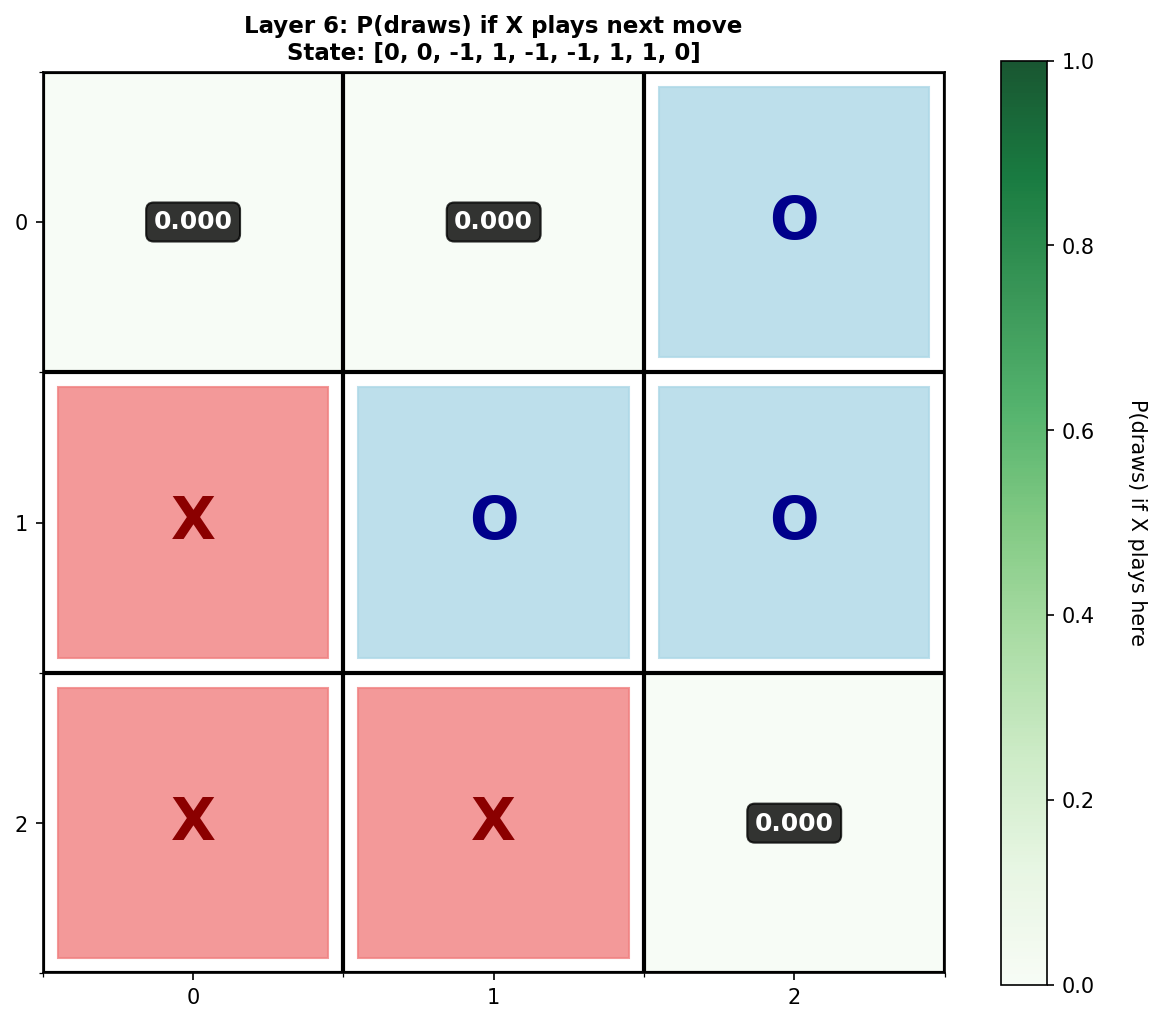 Layer 6: P(draws) if X plays next move
State: [0, 0, -1, 1, -1, -1, 1, 1, 0]
0
0.000
0.000
O
1
X
O
O
2
X
X
0.000
0
1
2
1.0
0.8
0.6
0.4
0.2
0.0
P(draws) if X plays here